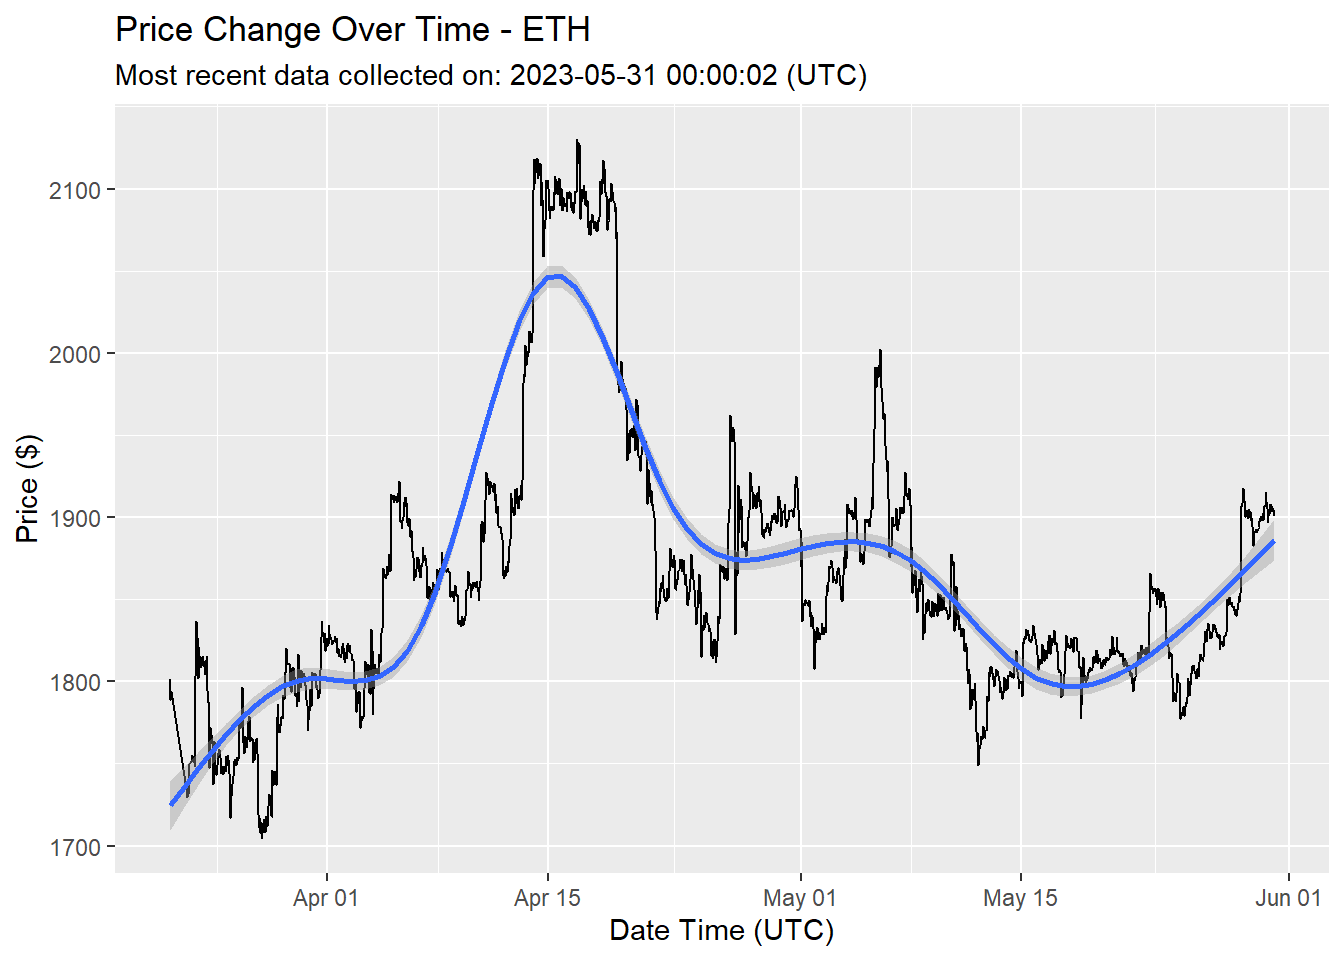 Price Change Over Time - ETH
Most recent data collected on: 2023-05-31 00:00:02 (UTC)
Price ($)
2100
2000
1900
1800
1700
Apr 01
Apr 15
May 01
May 15
Jun 01
Date Time (UTC)